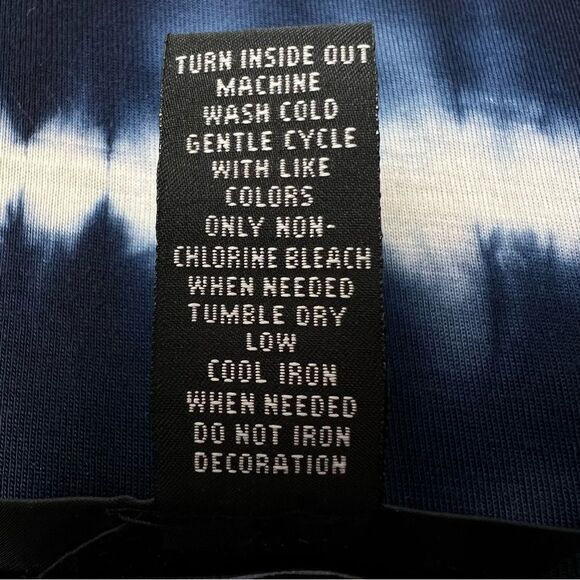 TURN INSIDE OUT
MACHINE
WASH COLD
GENTLE CYCLE
WITH LIKE
COLORS
ONLY NON-
CHLORINE BLEACH
WHEN NEEDED
TUMBLE DRY
LOW
COOL IRON
WHEN NEEDED
DO NOT IRON
DECORATION